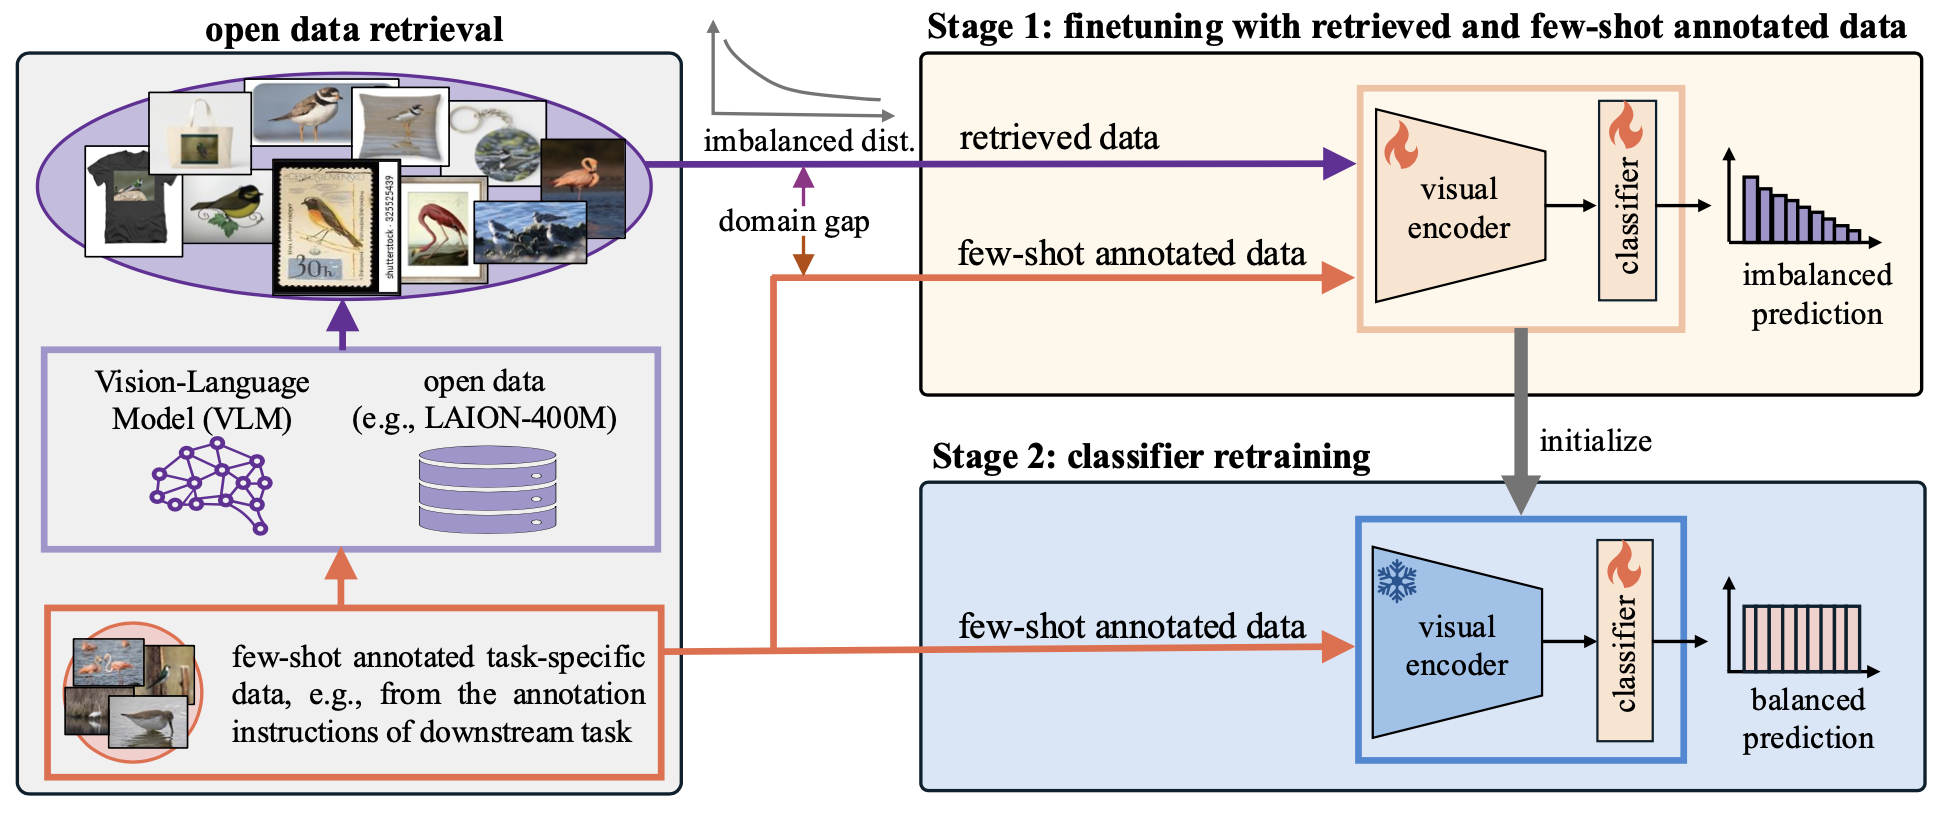 open data retrieval
shutterstock · 325525439
30h
Vision-Language
Model (VLM)
open data
(e.g., LAION-400M)
few-shot annotated task-specific
data, e.g., from the annotation
instructions of downstream task
imbalanced dist.
domain gap
Stage 1: finetuning with retrieved and few-shot annotated data
retrieved data
few-shot annotated data
visual
encoder
classifier
imbalanced
prediction
initialize
Stage 2: classifier retraining
few-shot annotated data
visual
encoder
classifier
balanced
prediction